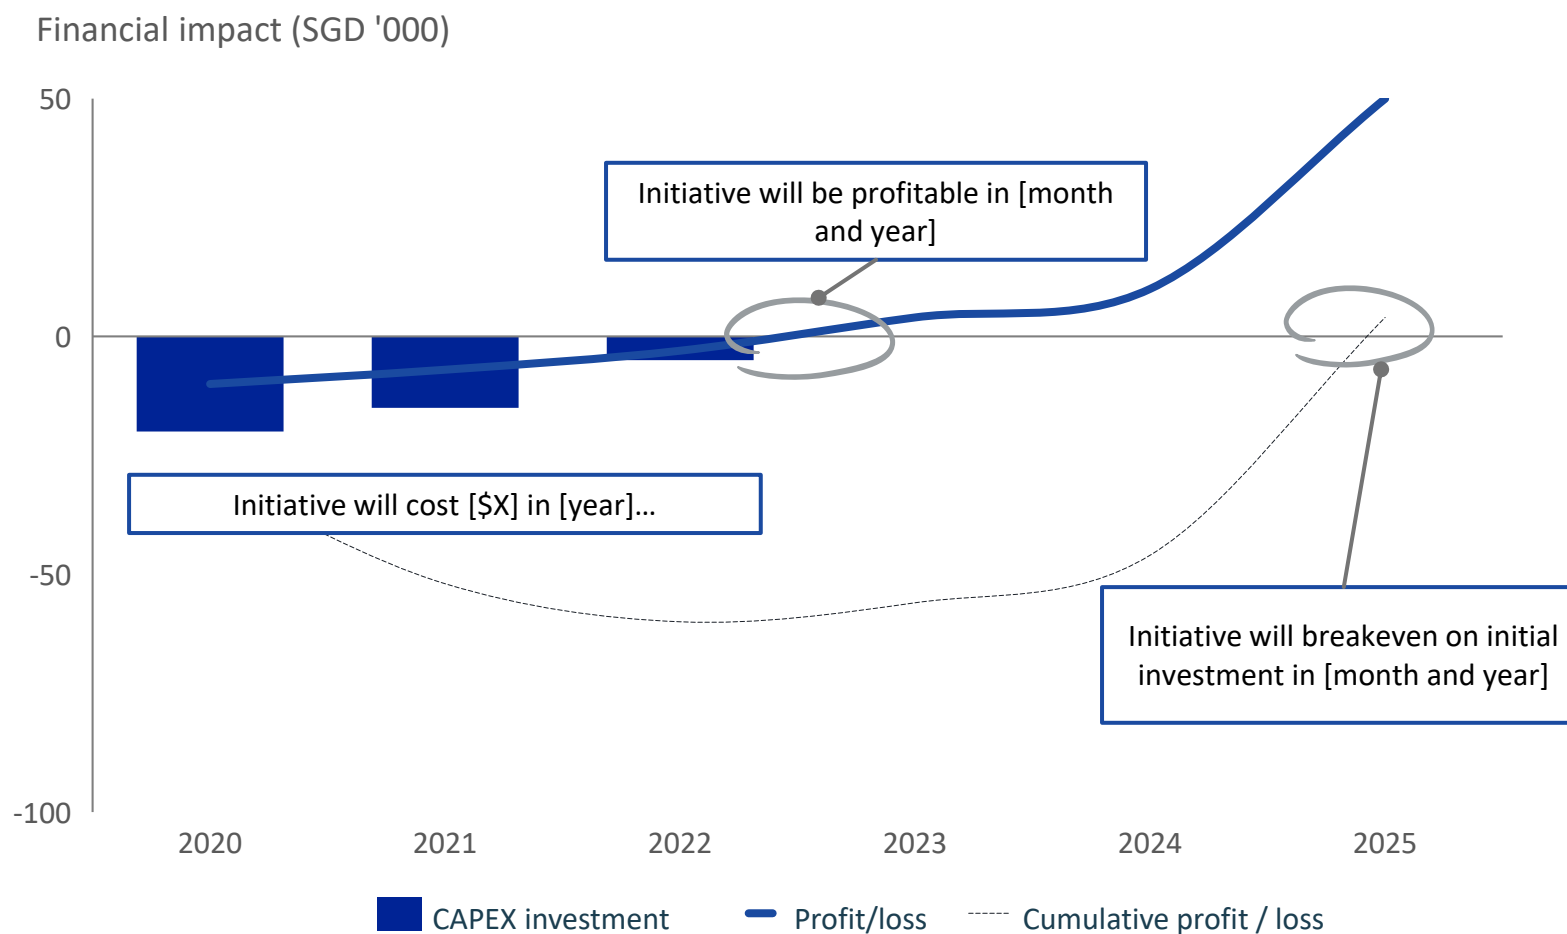 Financial impact (SGD '000)
50
Initiative will be profitable in [month
and year]
0
Initiative will cost [$X] in [year]...
-50
Initiative will breakeven on initial
investment in [month and year]
-100
2020 2021 2022 2023 2024 2025
CAPEX investment Profit/loss Cumulative profit / loss